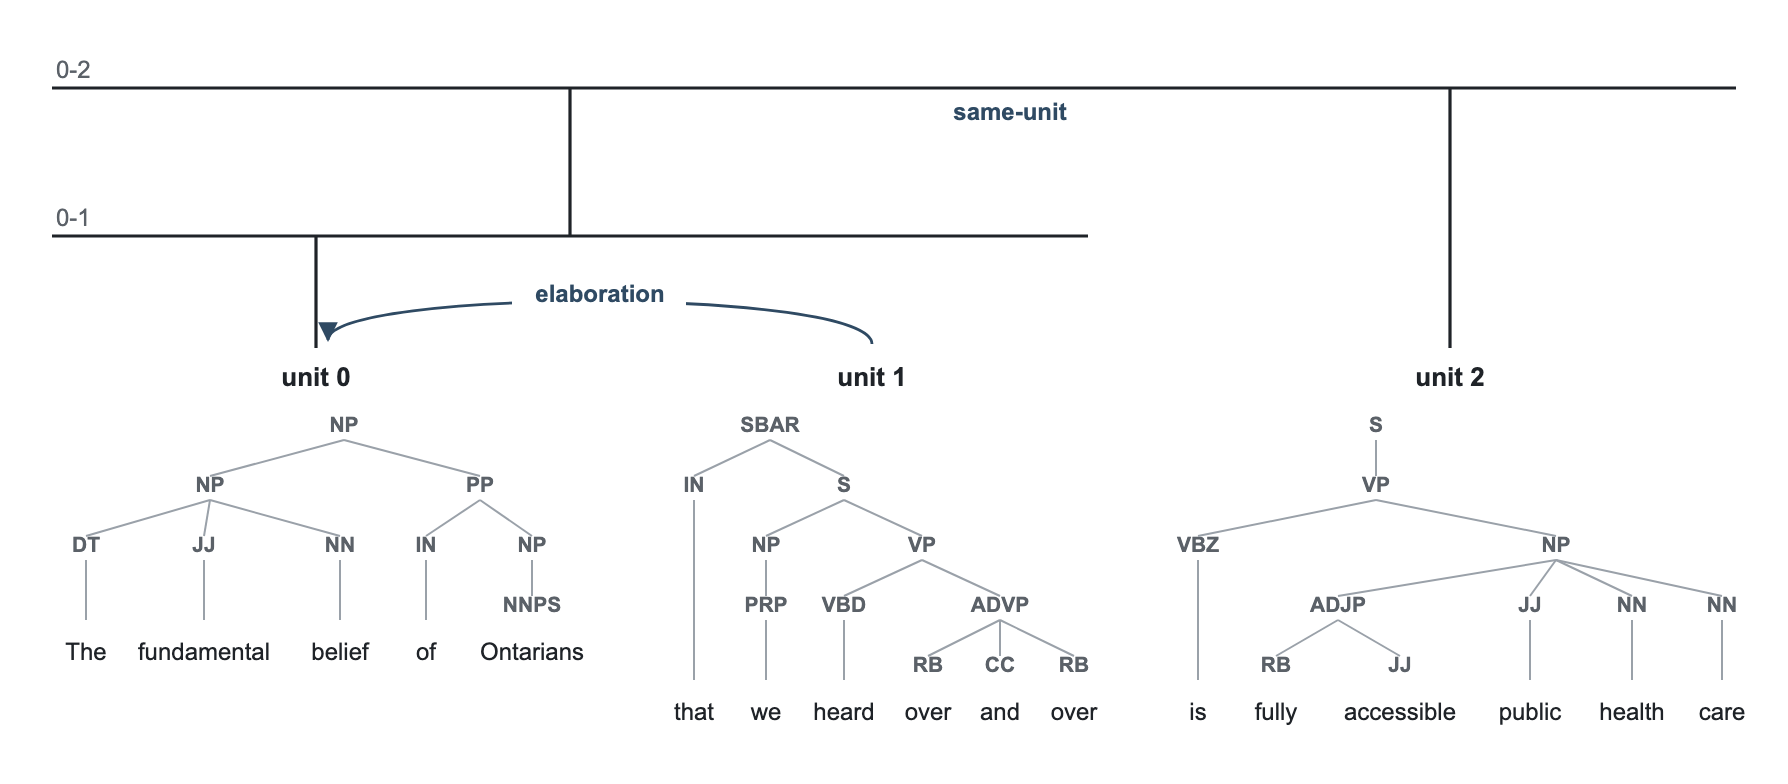 0-2
same-unit
0-1
elaboration
unit 0 unit 1 unit 2
NP SBAR S
NP PP IN S VP
DT JJ NN IN NP NP VP VBZ NP
NNPS PRP VBD ADVP ADJP JJ NN NN
The fundamental belief of Ontarians
RB CC RB RB JJ
that we heard over and over is fully accessible public health care